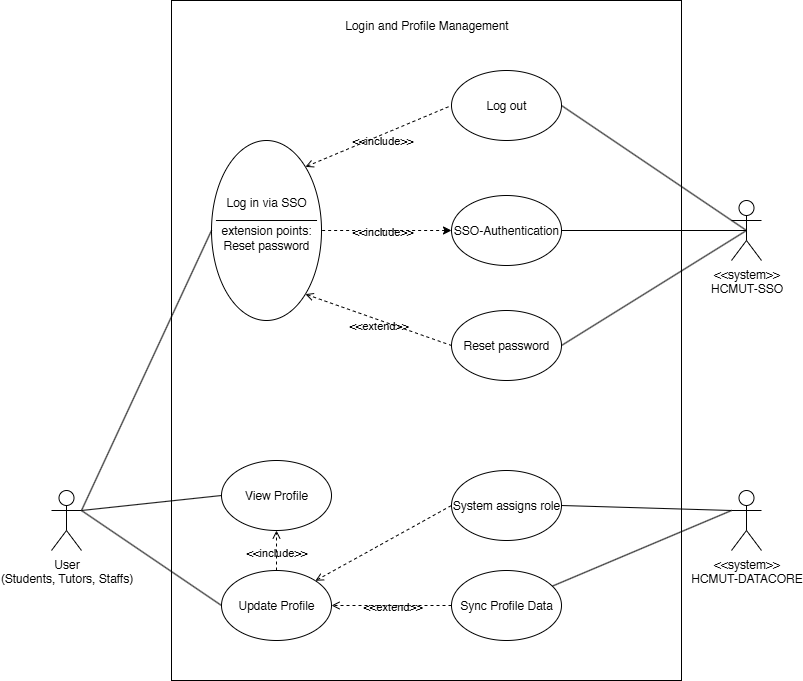 Login and Profile Management
Log out
<<include>>
Log in via SSO
extension points:
Reset password
<<include>>
SSO-Authentication
<<system>>
HCMUT-SSO
<<extend>>
Reset password
View Profile
System assigns role
<<include>>
User
(Students, Tutors, Staffs)
<<system>>
HCMUT-DATACORE
Update Profile
<<extend>>
Sync Profile Data